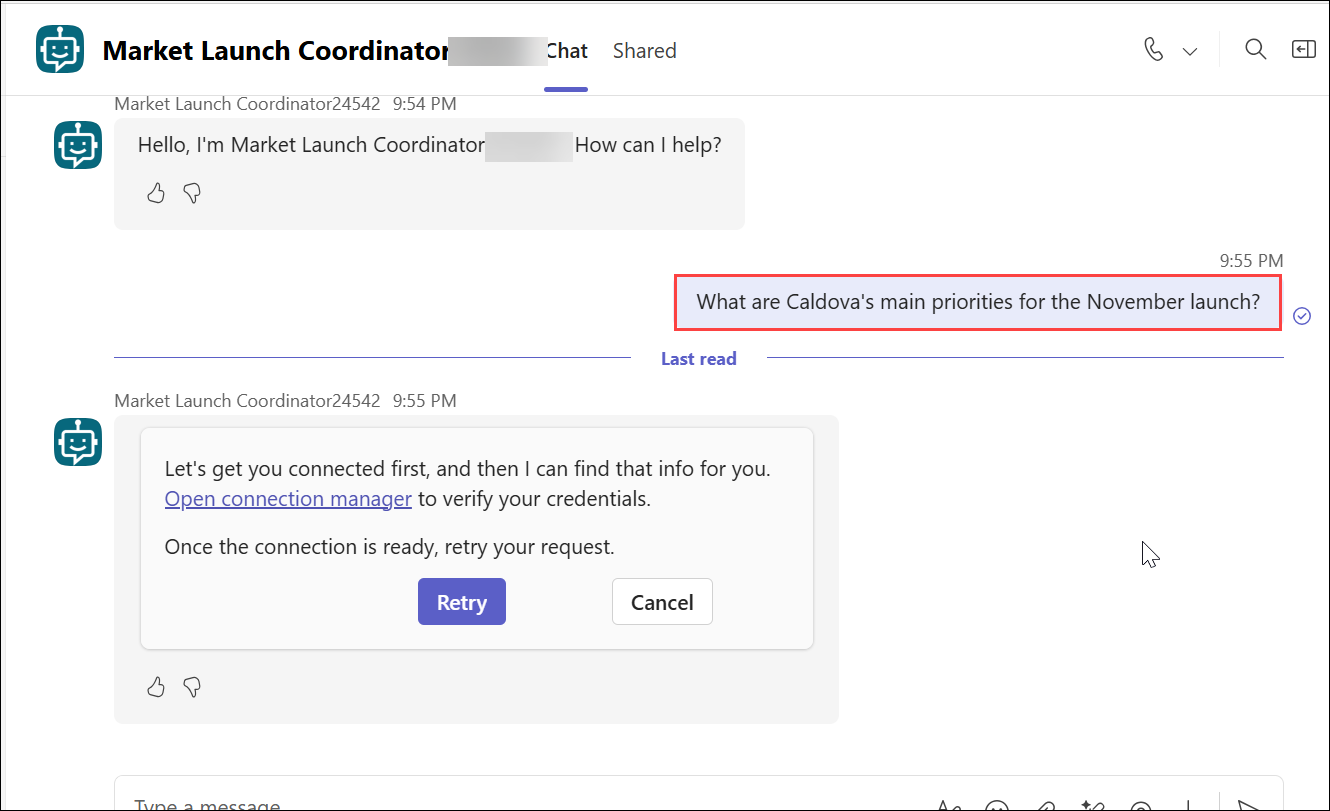 Market Launch Coordinator Chat Shared
Market Launch Coordinator24542 9:54 PM
Hello, I'm Market Launch Coordinator How can I help?
9:55 PM
What are Caldova's main priorities for the November launch?
Last read
Market Launch Coordinator24542 9:55 PM
Let's get you connected first, and then I can find that info for you.
Open connection manager to verify your credentials.
Once the connection is ready, retry your request.
Retry Cancel
Type a message